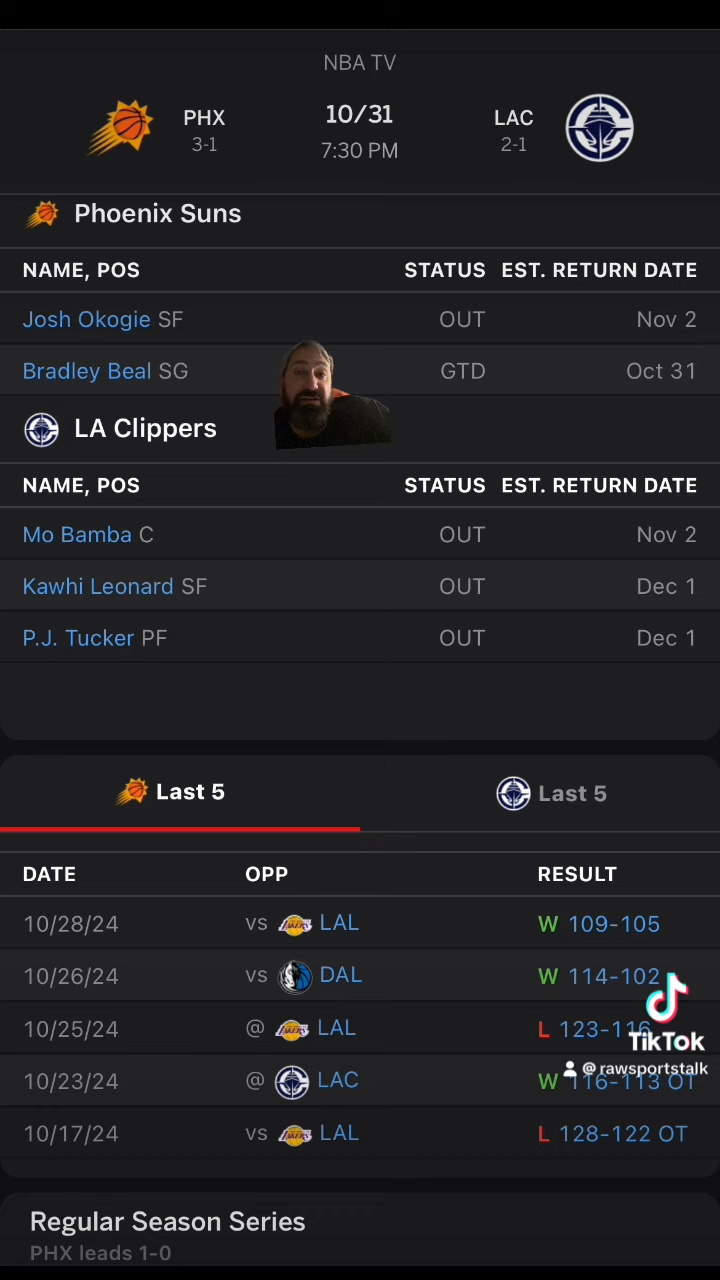 NBA TV
PHX 10/31 LAC
3-1 7:30 PM 2-1
Phoenix Suns
NAME, POS STATUS EST. RETURN DATE
Josh Okogie SF OUT Nov 2
Bradley Beal SG GTD Oct 31
LA Clippers
NAME, POS STATUS EST. RETURN DATE
Mo Bamba C OUT Nov 2
Kawhi Leonard SF OUT Dec 1
P.J. Tucker PF OUT Dec 1
Last 5 Last 5
DATE OPP RESULT
10/28/24 vs LAKERS LAL W 109-105
10/26/24 vs DAL W 114-102
10/25/24 @ LAKERS LAL L 123-116
10/23/24 @ LAC W 116-113 OT
10/17/24 vs LAKERS LAL L 128-122 OT
TikTok
@rawsportstalk
Regular Season Series
PHX leads 1-0